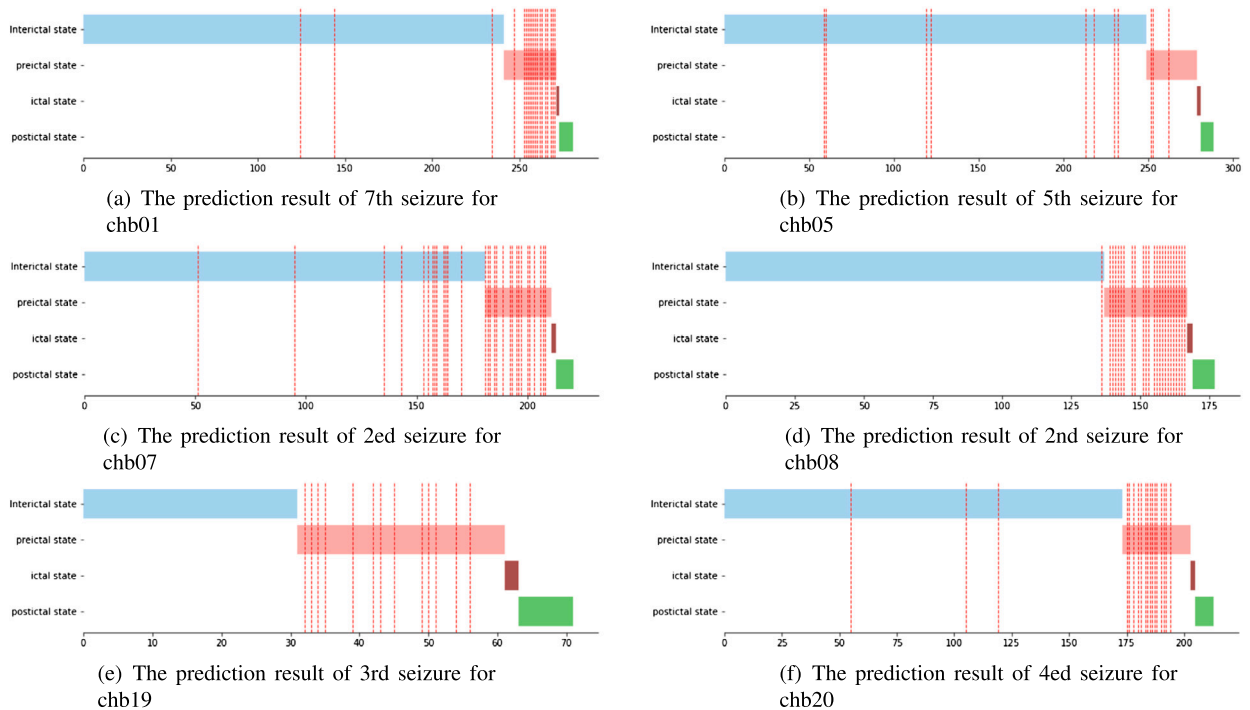 Interictal state
preictal state
ictal state
postictal state
0 50 100 150 200 250
(a) The prediction result of 7th seizure for
chb01
Interictal state
preictal state
ictal state
postictal state
0 50 100 150 200 250 300
(b) The prediction result of 5th seizure for
chb05
Interictal state
preictal state
ictal state
postictal state
0 50 100 150 200
(c) The prediction result of 2ed seizure for
chb07
Interictal state
preictal state
ictal state
postictal state
0 25 50 75 100 125 150 175
(d) The prediction result of 2nd seizure for
chb08
Interictal state
preictal state
ictal state
postictal state
0 10 20 30 40 50 60 70
(e) The prediction result of 3rd seizure for
chb19
Interictal state
preictal state
ictal state
postictal state
0 25 50 75 100 125 150 175 200
(f) The prediction result of 4ed seizure for
chb20